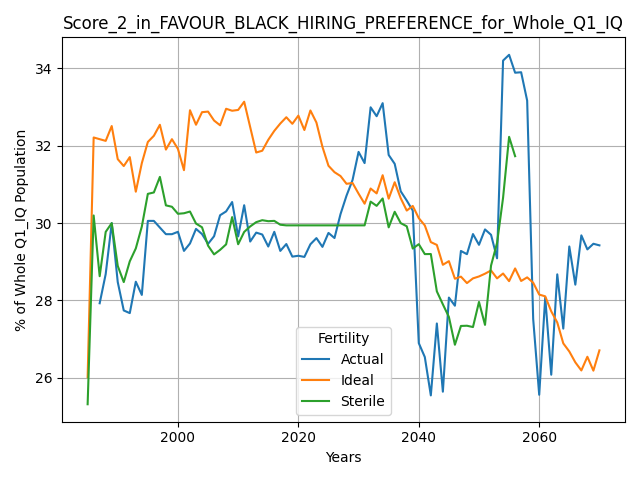 Score_2_in_FAVOUR_BLACK_HIRING_PREFERENCE_for_Whole_Q1_IQ
% of Whole Q1_IQ Population
34
32
30
28
26
Fertility
Actual
Ideal
Sterile
2000 2020 2040 2060
Years